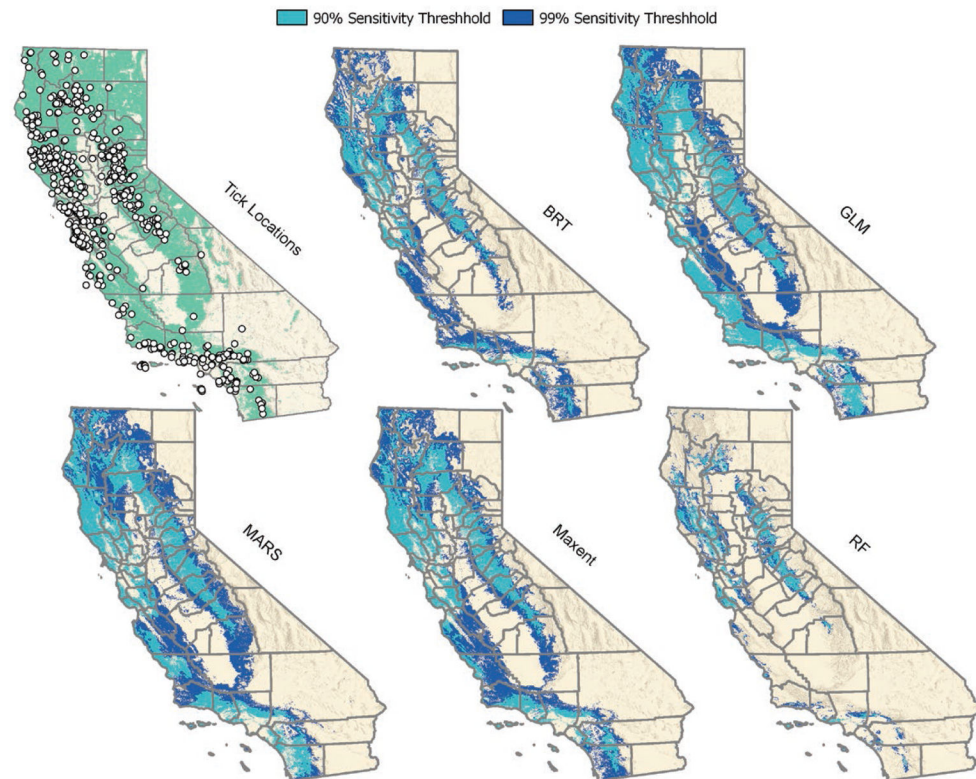 90% Sensitivity Threshhold 99% Sensitivity Threshhold
Tick Locations
BRT
GLM
MARS
Maxent
RF